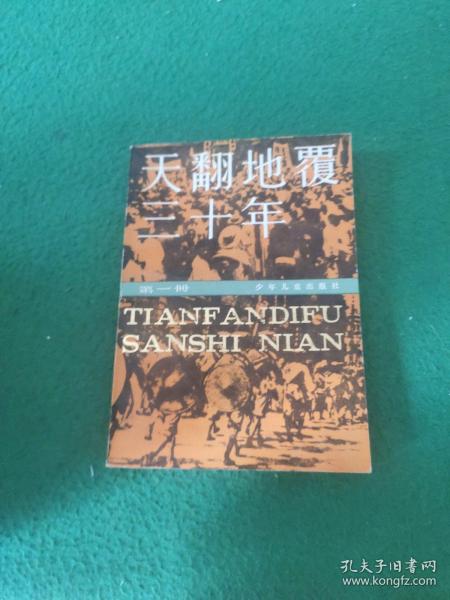 天翻地覆
三十年
第一册 少年儿童出版社
TIANFANDIFU
SANSHI NIAN
孔夫子旧书网
www.kongfz.com